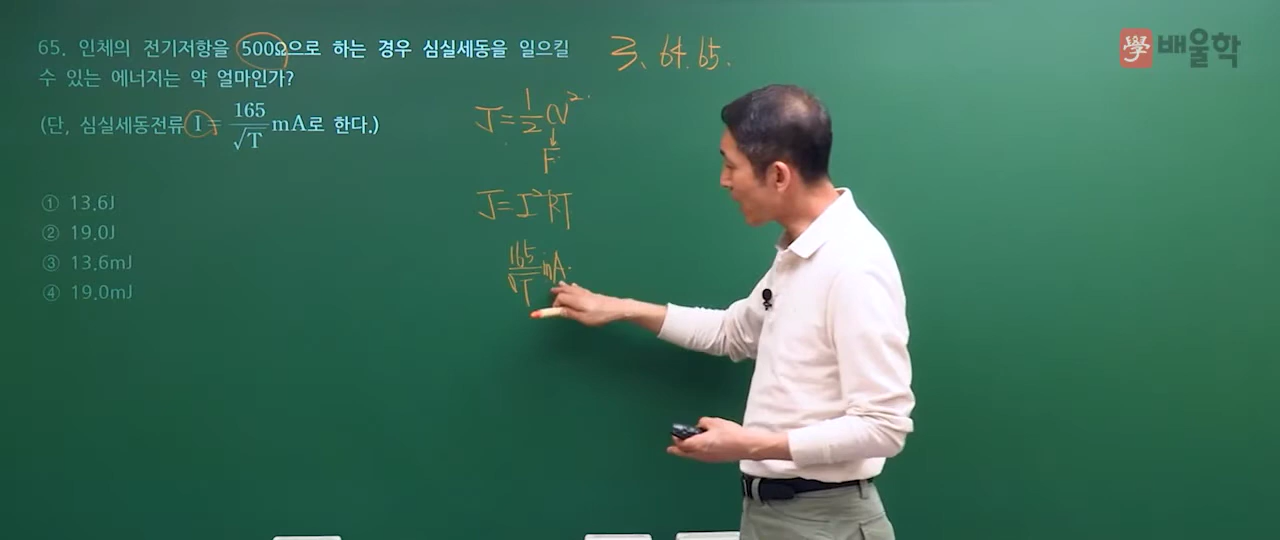 65. 인체의 전기저항을 500Ω으로 하는 경우 심실세동을 일으킬
수 있는 에너지는 약 얼마인가?
(단, 심실세동전류 I = 165/√T mA로 한다.)
① 13.6J
② 19.0J
③ 13.6mJ
④ 19.0mJ
3. 64. 65.
J = 1/2 CV²
F
J = I²RT
165/√T mA.
學 배울학